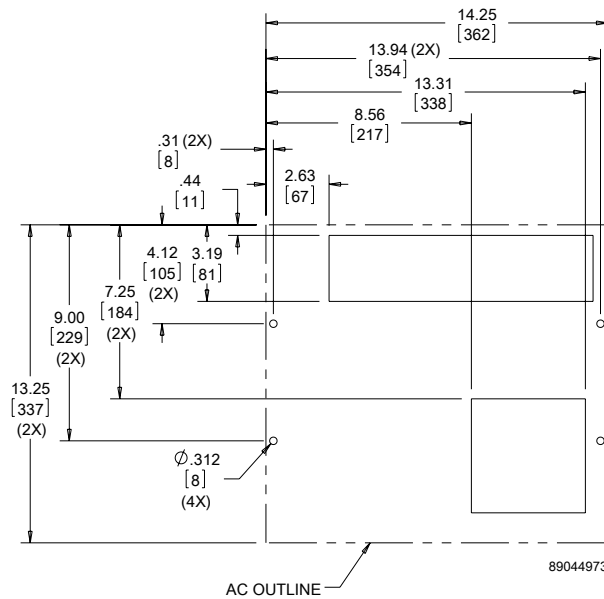 14.25
[362]
13.94 (2X)
[354]
13.31
[338]
8.56
[217]
.31 (2X)
[8]
2.63
[67]
.44
[11]
4.12
[105]
(2X)
3.19
[81]
7.25
[184]
(2X)
9.00
[229]
(2X)
13.25
[337]
(2X)
Ø.312
[8]
(4X)
89044973
AC OUTLINE